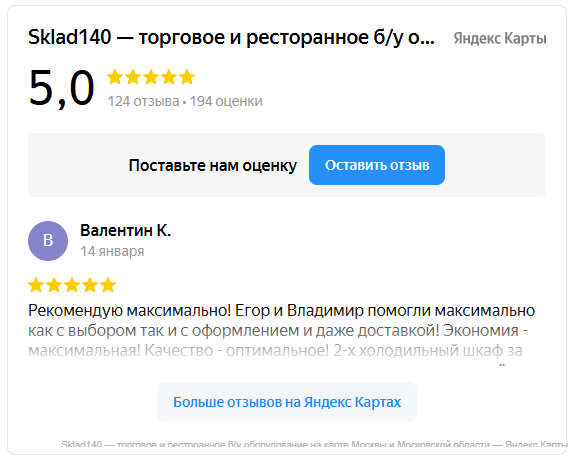 Sklad140 — торговое и ресторанное б/у о...
Яндекс Карты
5,0
124 отзыва • 194 оценки
Поставьте нам оценку
Оставить отзыв
В
Валентин К.
14 января
Рекомендую максимально! Егор и Владимир помогли максимально
как с выбором так и с оформлением и даже доставкой! Экономия -
максимальная! Качество - оптимальное! 2-х холодильный шкаф за
Больше отзывов на Яндекс Картах
Sklad140 — торговое и ресторанное б/у оборудование на карте Москвы и Московской области — Яндекс Карты